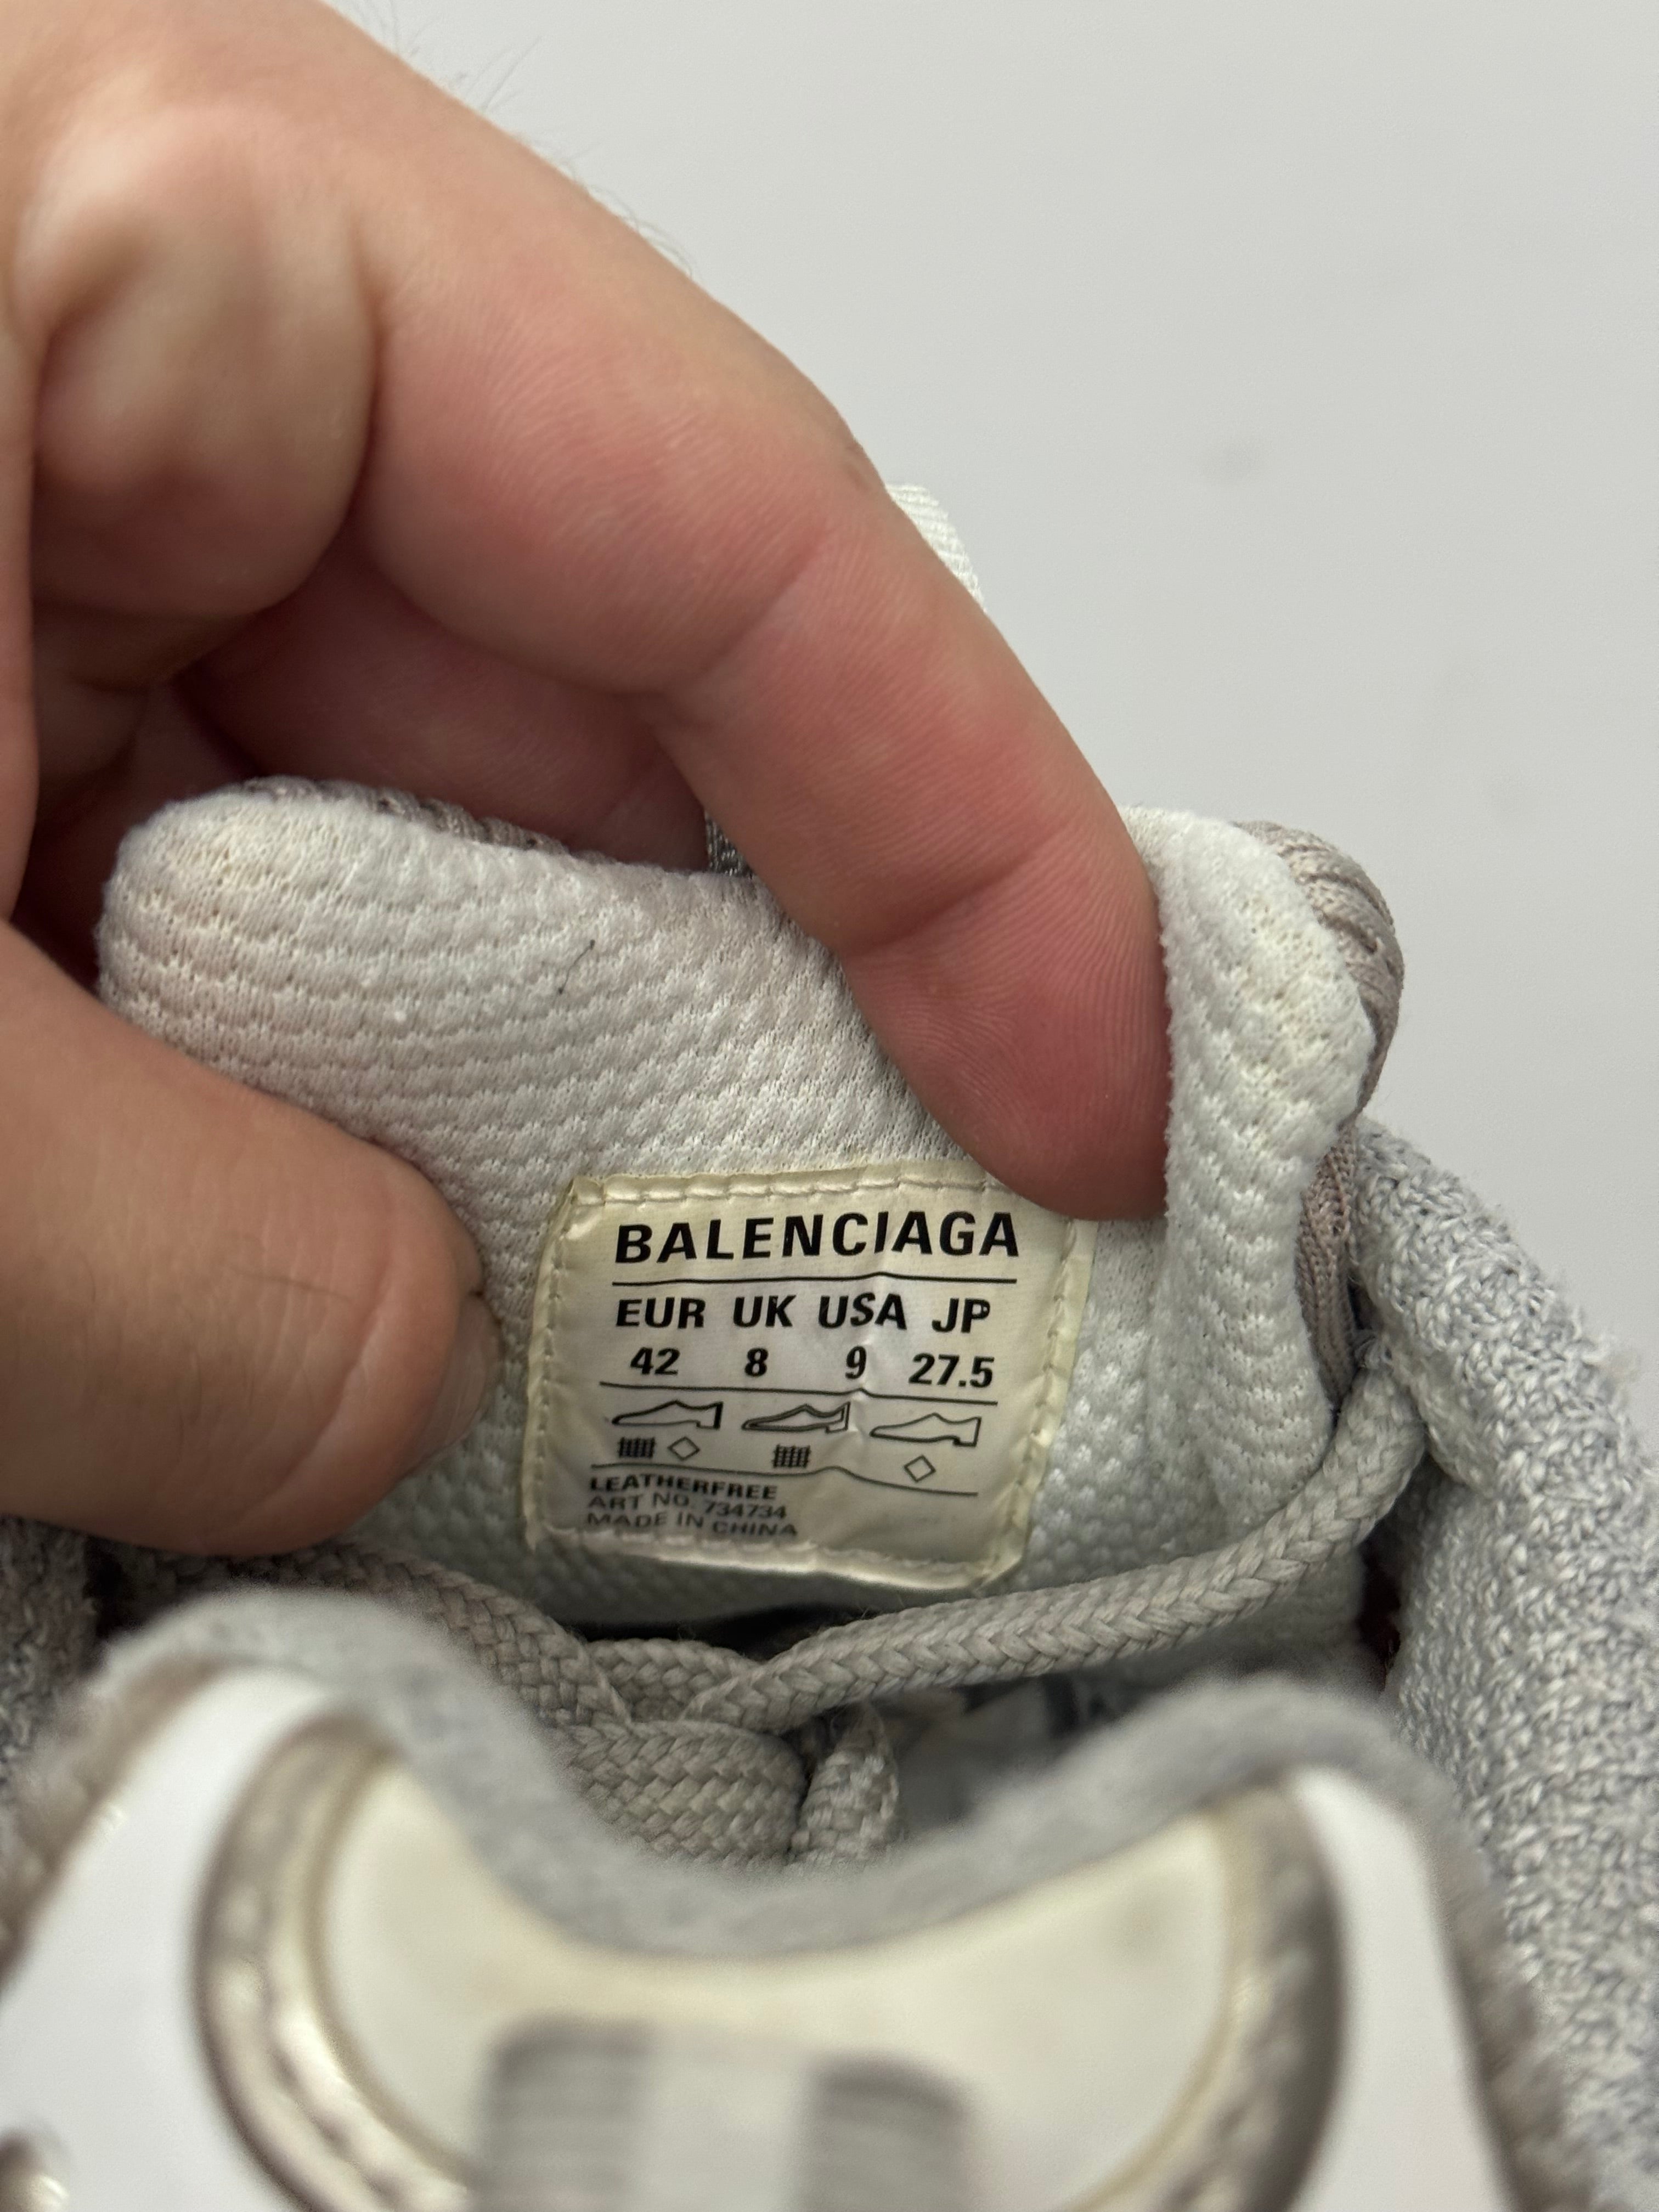 BALENCIAGA
EUR UK USA JP
42 8 9 27.5
LEATHERFREE
ART NO. 734734
MADE IN CHINA